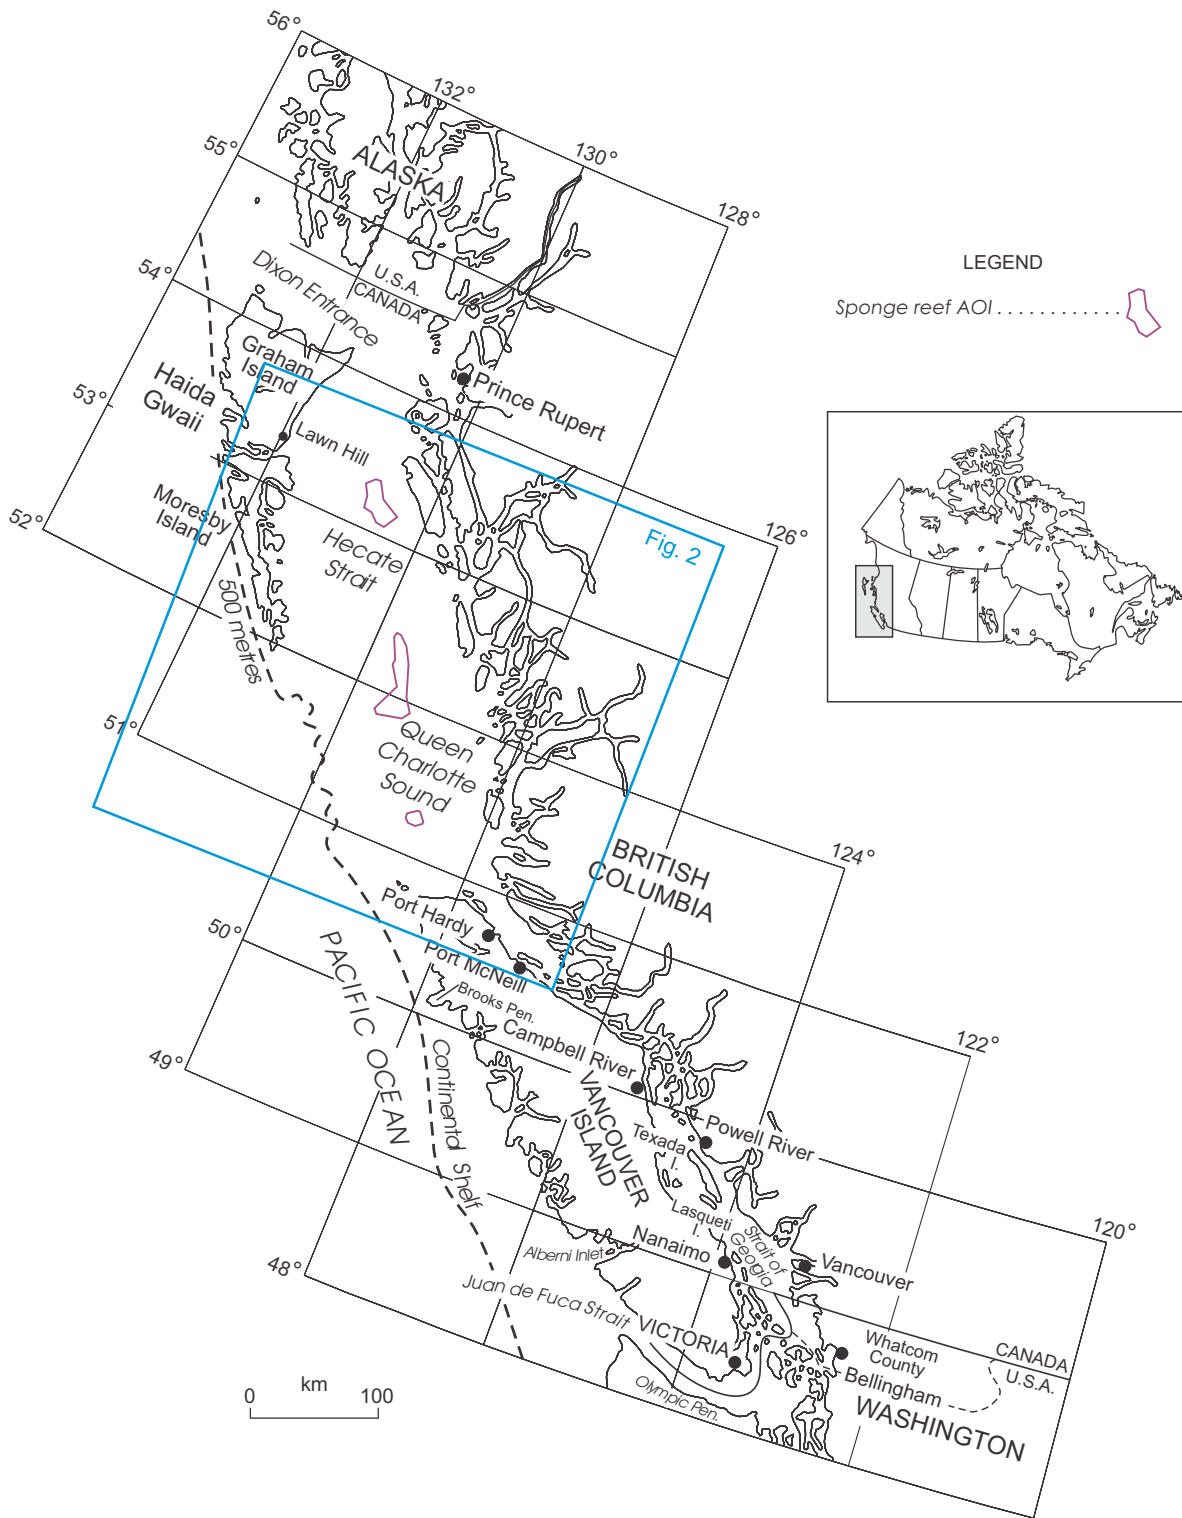 56°
132°
55°
130°
ALASKA
128°
54°
Dixon Entrance
U.S.A.
CANADA
LEGEND
Sponge reef AOI . . . . . . . . . . . .
53°
Haida
Gwaii
Graham
Island
Prince Rupert
Lawn Hill
52°
Moresby
Island
Hecate
Strait
Fig. 2
126°
500 metres
51°
Queen
Charlotte
Sound
BRITISH
COLUMBIA
124°
50°
Port Hardy
Port McNeill
Brooks Pen.
PACIFIC OCEAN
Campbell River
122°
49°
Continental Shelf
VANCOUVER
ISLAND
Powell River
Texada
I.
Lasqueti
I.
Strait of
Georgia
120°
Nanaimo
Vancouver
48°
Alberni Inlet
Juan de Fuca Strait
VICTORIA
Whatcom
County
CANADA
U.S.A.
Bellingham
Olympic Pen.
WASHINGTON
km
0 100